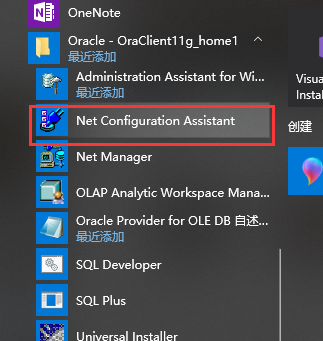 OneNote
Oracle - OraClient11g_home1
最近添加
Administration Assistant for Wi...
最近添加
Net Configuration Assistant
Net Manager
OLAP Analytic Workspace Mana...
Oracle Provider for OLE DB 自述...
最近添加
SQL Developer
SQL Plus
Universal Installer
Visua
Instal
创建